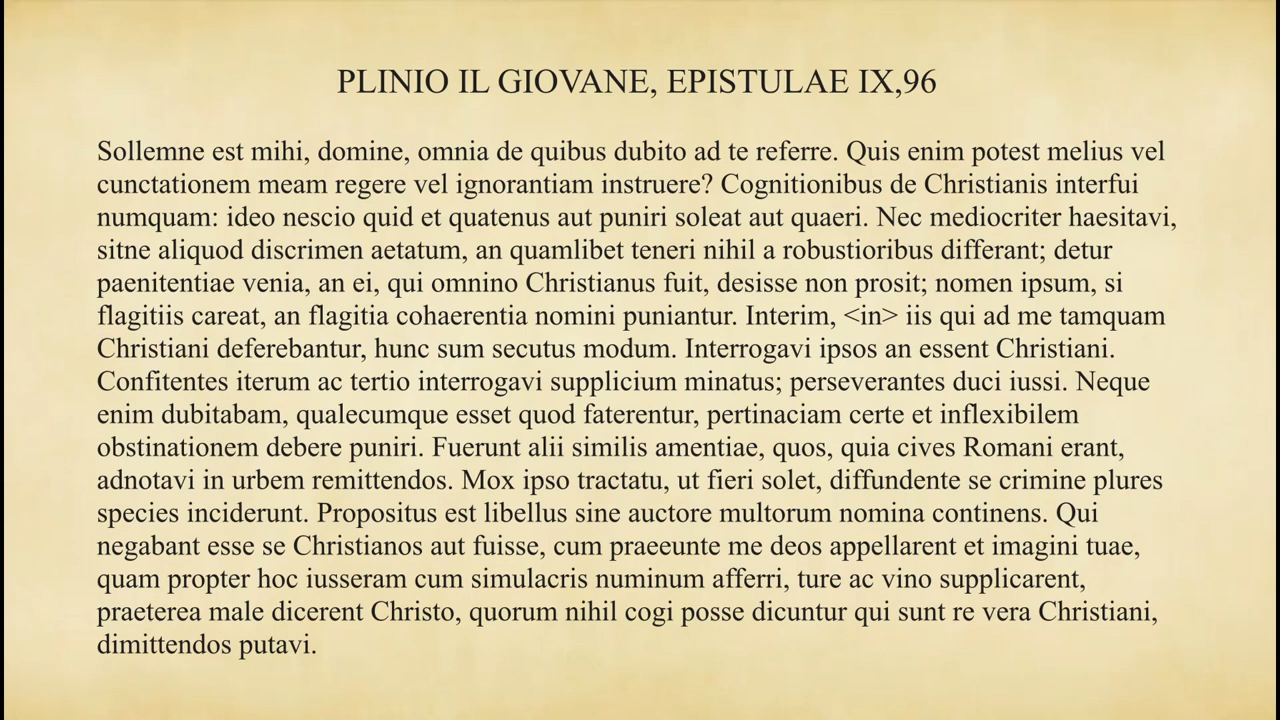 PLINIO IL GIOVANE, EPISTULAE IX,96
Sollemne est mihi, domine, omnia de quibus dubito ad te referre. Quis enim potest melius vel
cunctationem meam regere vel ignorantiam instruere? Cognitionibus de Christianis interfui
numquam: ideo nescio quid et quatenus aut puniri soleat aut quaeri. Nec mediocriter haesitavi,
sitne aliquod discrimen aetatum, an quamlibet teneri nihil a robustioribus differant; detur
paenitentiae venia, an ei, qui omnino Christianus fuit, desisse non prosit; nomen ipsum, si
flagitiis careat, an flagitia cohaerentia nomini puniantur. Interim, <in> iis qui ad me tamquam
Christiani deferebantur, hunc sum secutus modum. Interrogavi ipsos an essent Christiani.
Confitentes iterum ac tertio interrogavi supplicium minatus; perseverantes duci iussi. Neque
enim dubitabam, qualecumque esset quod faterentur, pertinaciam certe et inflexibilem
obstinationem debere puniri. Fuerunt alii similis amentiae, quos, quia cives Romani erant,
adnotavi in urbem remittendos. Mox ipso tractatu, ut fieri solet, diffundente se crimine plures
species inciderunt. Propositus est libellus sine auctore multorum nomina continens. Qui
negabant esse se Christianos aut fuisse, cum praeeunte me deos appellarent et imagini tuae,
quam propter hoc iusseram cum simulacris numinum afferri, ture ac vino supplicarent,
praeterea male dicerent Christo, quorum nihil cogi posse dicuntur qui sunt re vera Christiani,
dimittendos putavi.